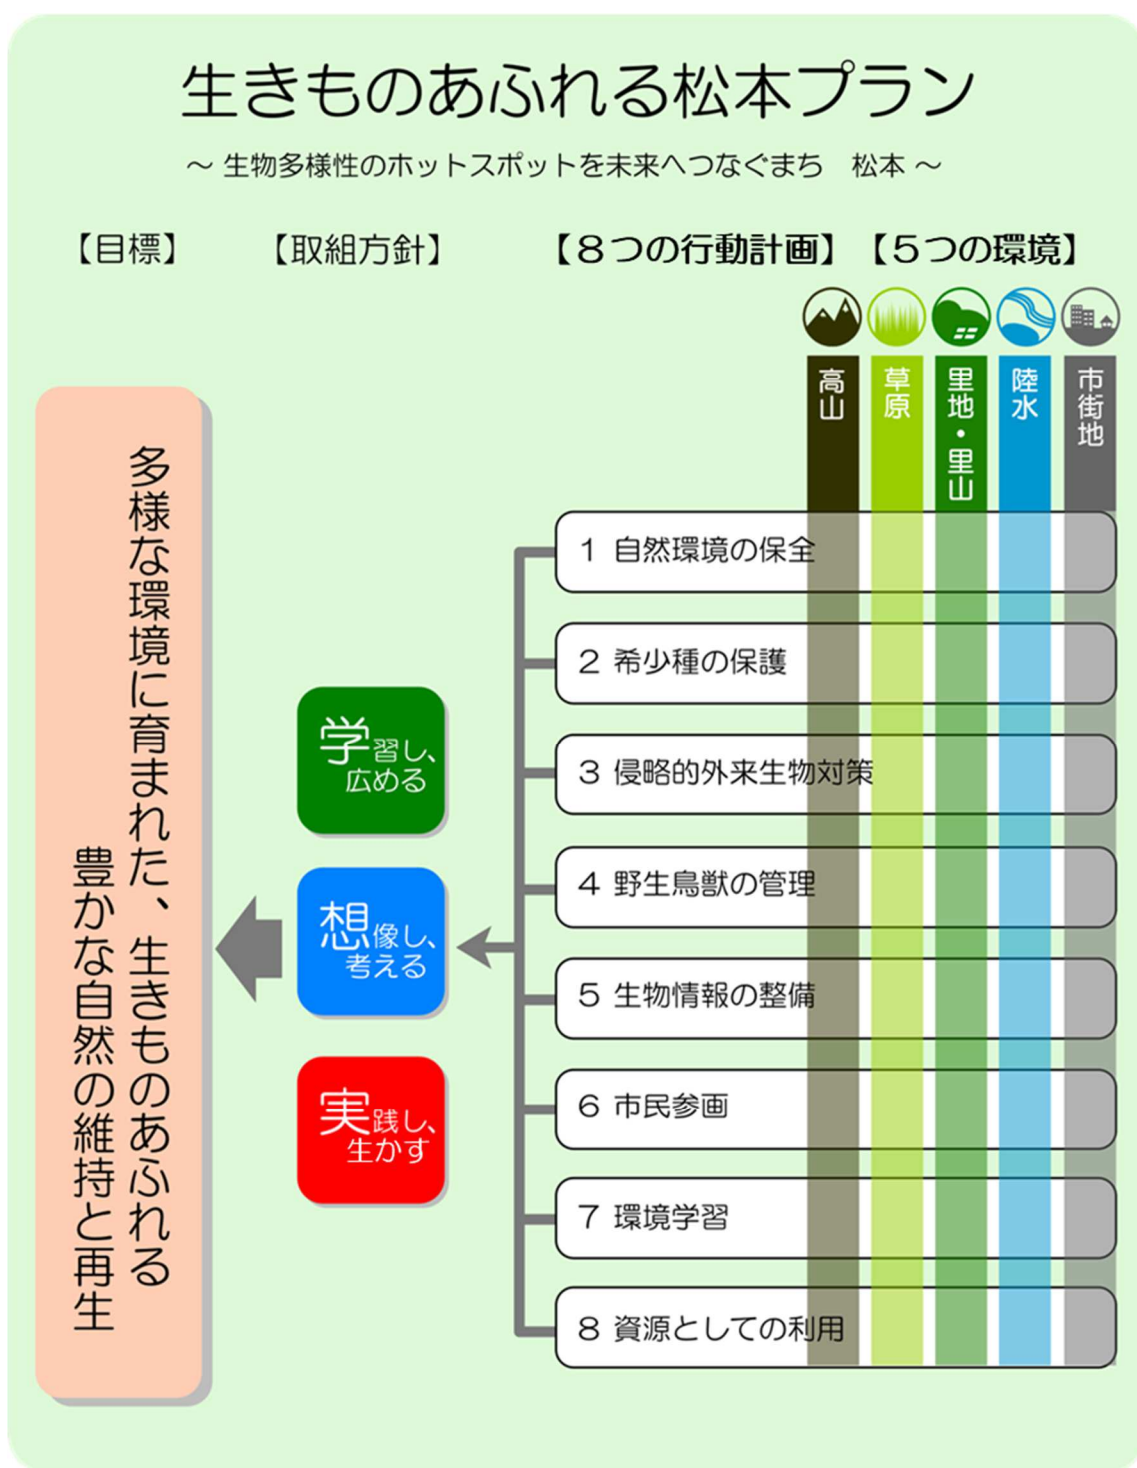 生きものあふれる松本プラン
～ 生物多様性のホットスポットを未来へつなぐまち　松本 ～
【目標】
【取組方針】
【８つの行動計画】
【５つの環境】
高山
草原
里地・里山
陸水
市街地
多様な環境に育まれた、生きものあふれる
豊かな自然の維持と再生
学習し、
広める
想像し、
考える
実践し、
生かす
1 自然環境の保全
2 希少種の保護
3 侵略的外来生物対策
4 野生鳥獣の管理
5 生物情報の整備
6 市民参画
7 環境学習
8 資源としての利用